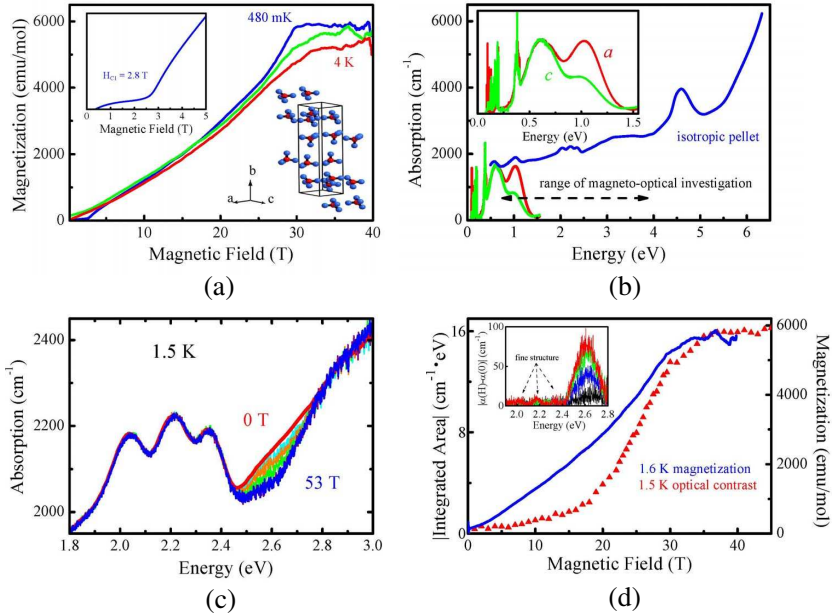 (a)
Magnetization (emu/mol)
6000
4000
2000
0
480 mK
4 K
H_C1 = 2.8 T
0 1 2 3 4 5
Magnetic Field (T)
b
a c
10 20 30 40
Magnetic Field (T)
(b)
Absorption (cm⁻¹)
6000
4000
2000
0
a
c
0.0 0.5 1.0 1.5
Energy (eV)
isotropic pellet
range of magneto-optical investigation
0 1 2 3 4 5 6
Energy (eV)
(c)
Absorption (cm⁻¹)
2400
2200
2000
1.5 K
0 T
53 T
1.8 2.0 2.2 2.4 2.6 2.8 3.0
Energy (eV)
(d)
|Integrated Area| (cm⁻¹•eV)
16
12
8
4
0
|α(H)-α(0)| (cm⁻¹)
100
50
0
fine structure
2.0 2.2 2.4 2.6 2.8
Energy (eV)
1.6 K magnetization
1.5 K optical contrast
6000
4000
2000
0
Magnetization (emu/mol)
0 10 20 30 40
Magnetic Field (T)